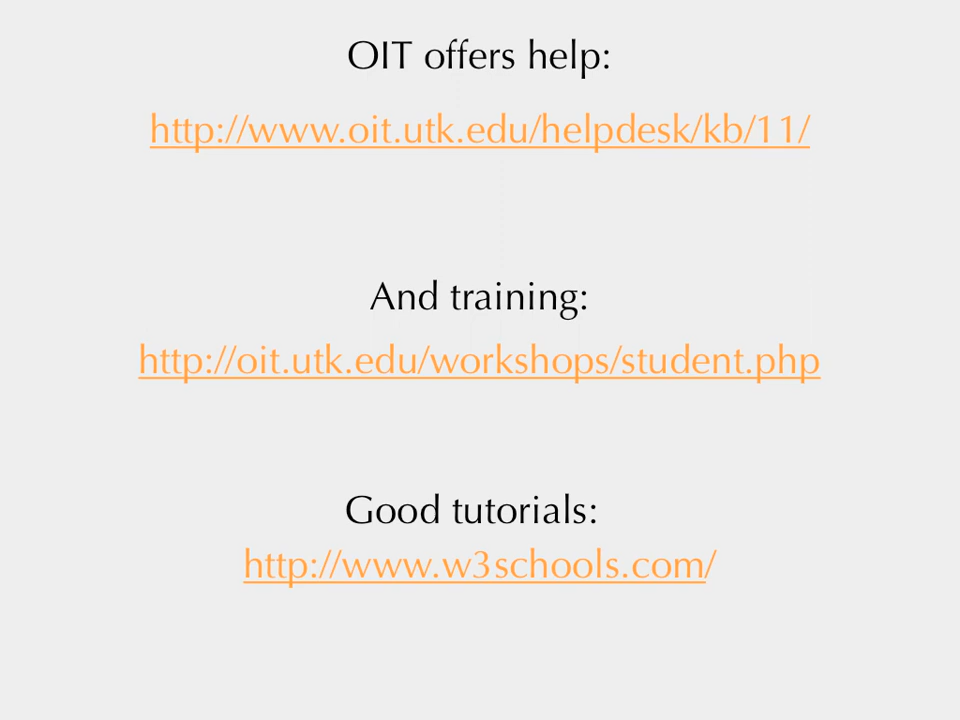 OIT offers help:
http://www.oit.utk.edu/helpdesk/kb/11/
And training:
http://oit.utk.edu/workshops/student.php
Good tutorials:
http://www.w3schools.com/